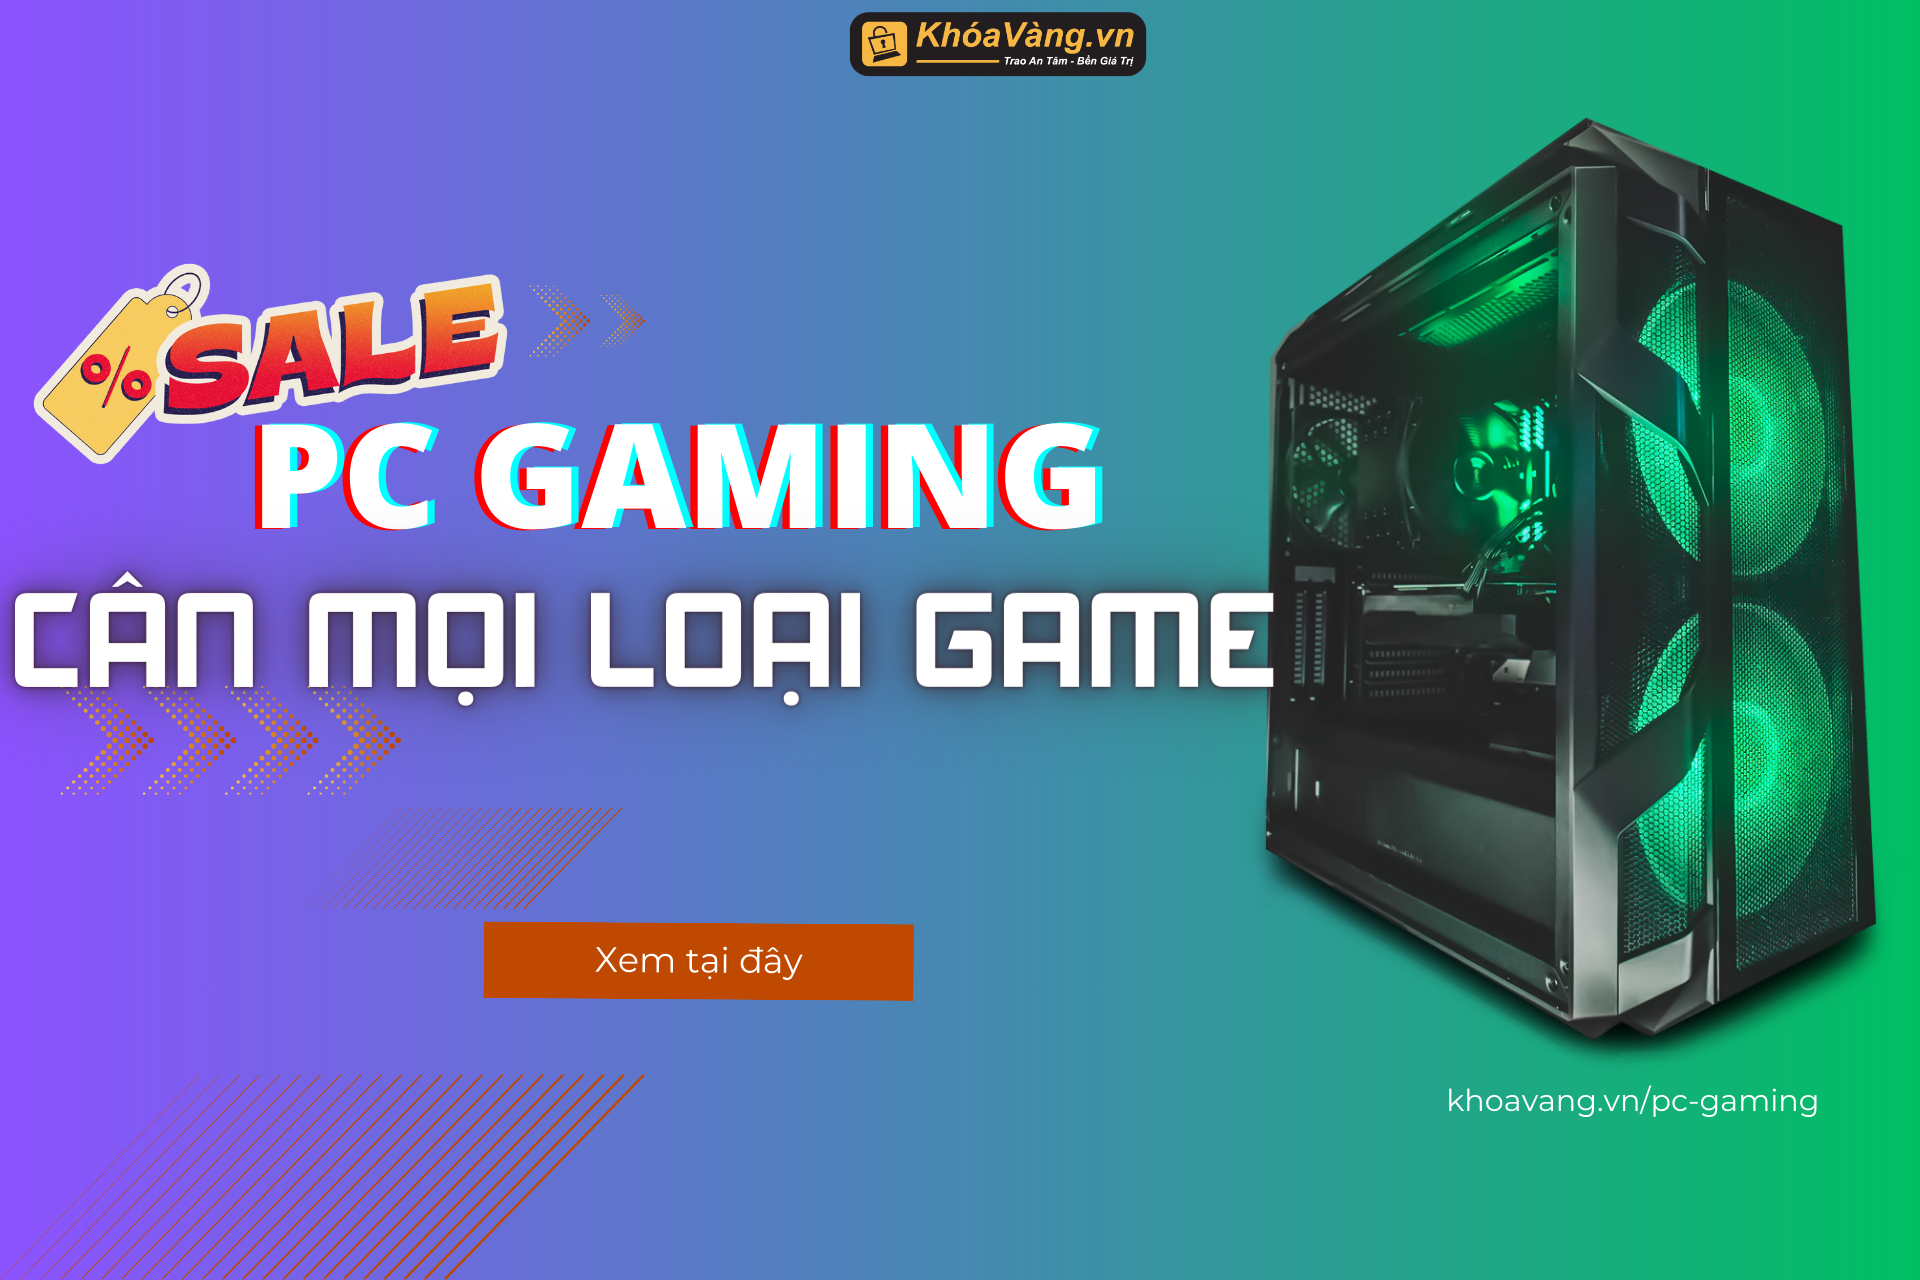 KhóaVàng.vn
Trao An Tâm - Bền Giá Trị
% SALE
PC GAMING
CÂN MỌI LOẠI GAME
Xem tại đây
khoavang.vn/pc-gaming